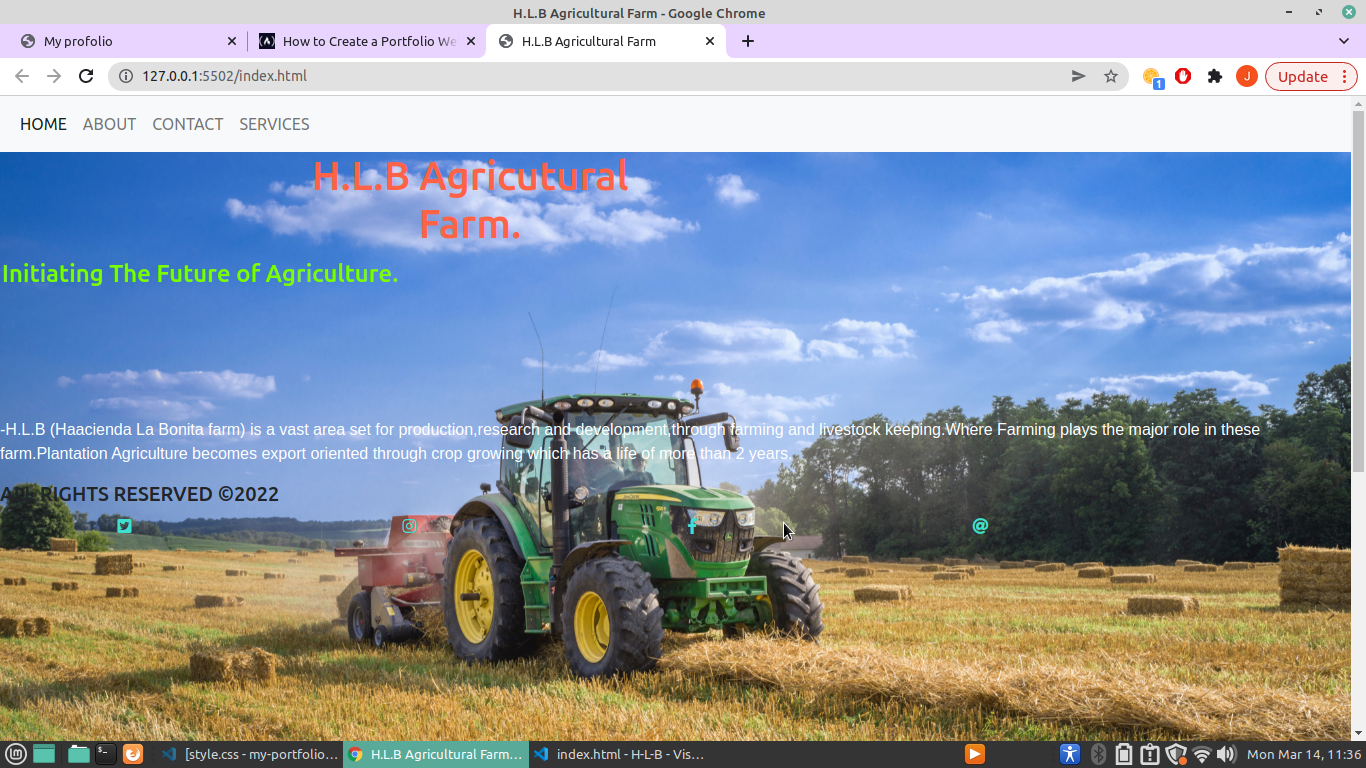 H.L.B Agricultural Farm - Google Chrome
My profolio
How to Create a Portfolio We
H.L.B Agricultural Farm
127.0.0.1:5502/index.html
1
J
Update
HOME ABOUT CONTACT SERVICES
H.L.B Agricutural
Farm.
Initiating The Future of Agriculture.
-H.L.B (Haacienda La Bonita farm) is a vast area set for production,research and development,through farming and livestock keeping.Where Farming plays the major role in these
farm.Plantation Agriculture becomes export oriented through crop growing which has a life of more than 2 years.
ALL RIGHTS RESERVED ©2022
@
[style.css - my-portfolio...
H.L.B Agricultural Farm...
index.html - H-L-B - Vis...
Mon Mar 14, 11:36